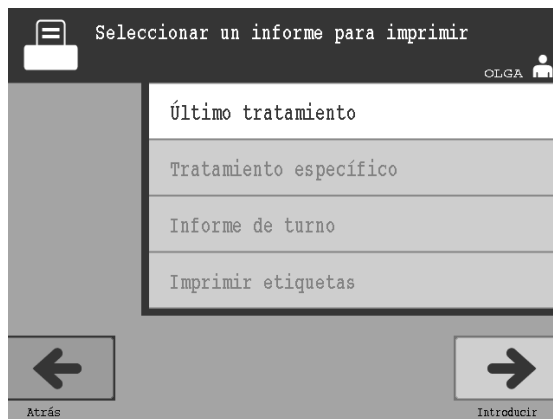 Seleccionar un informe para imprimir
OLGA
Último tratamiento
Tratamiento específico
Informe de turno
Imprimir etiquetas
Atrás
Introducir